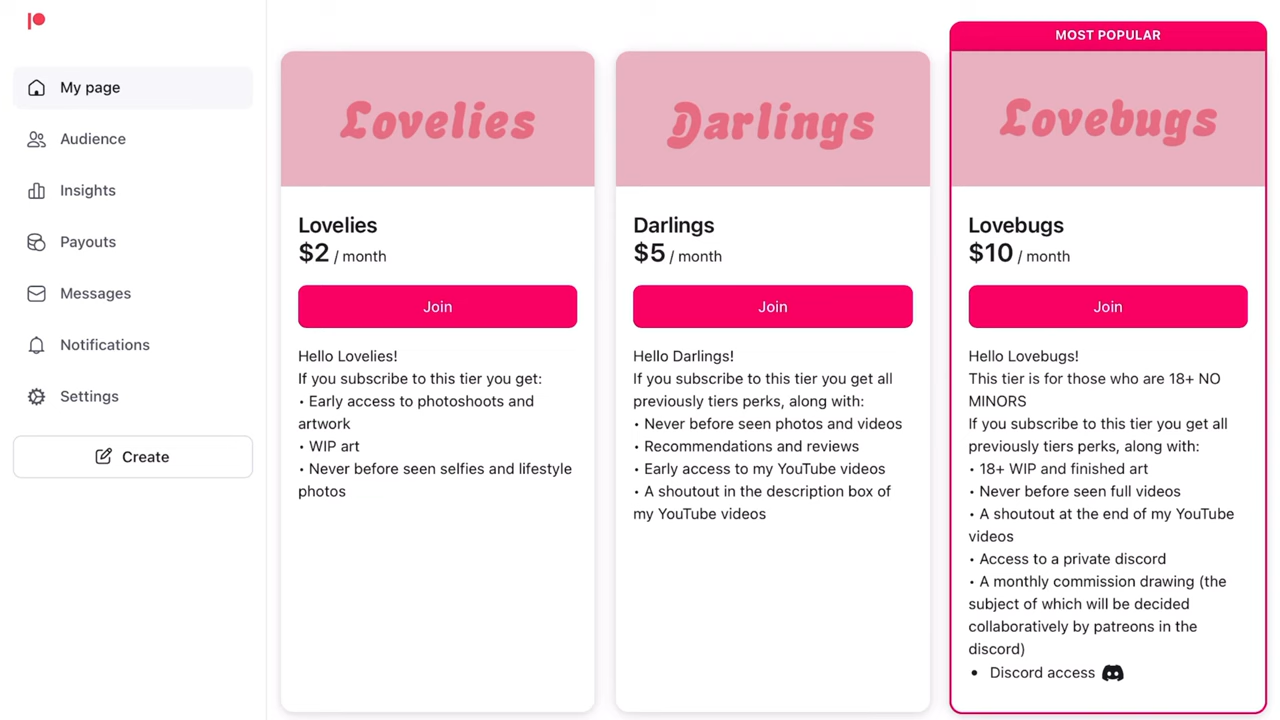 My page
Audience
Insights
Payouts
Messages
Notifications
Settings
Create
Lovelies
Lovelies
$2 / month
Join
Hello Lovelies!
If you subscribe to this tier you get:
• Early access to photoshoots and
artwork
• WIP art
• Never before seen selfies and lifestyle
photos
Darlings
Darlings
$5 / month
Join
Hello Darlings!
If you subscribe to this tier you get all
previously tiers perks, along with:
• Never before seen photos and videos
• Recommendations and reviews
• Early access to my YouTube videos
• A shoutout in the description box of
my YouTube videos
MOST POPULAR
Lovebugs
Lovebugs
$10 / month
Join
Hello Lovebugs!
This tier is for those who are 18+ NO
MINORS
If you subscribe to this tier you get all
previously tiers perks, along with:
• 18+ WIP and finished art
• Never before seen full videos
• A shoutout at the end of my YouTube
videos
• Access to a private discord
• A monthly commission drawing (the
subject of which will be decided
collaboratively by patreons in the
discord)
• Discord access